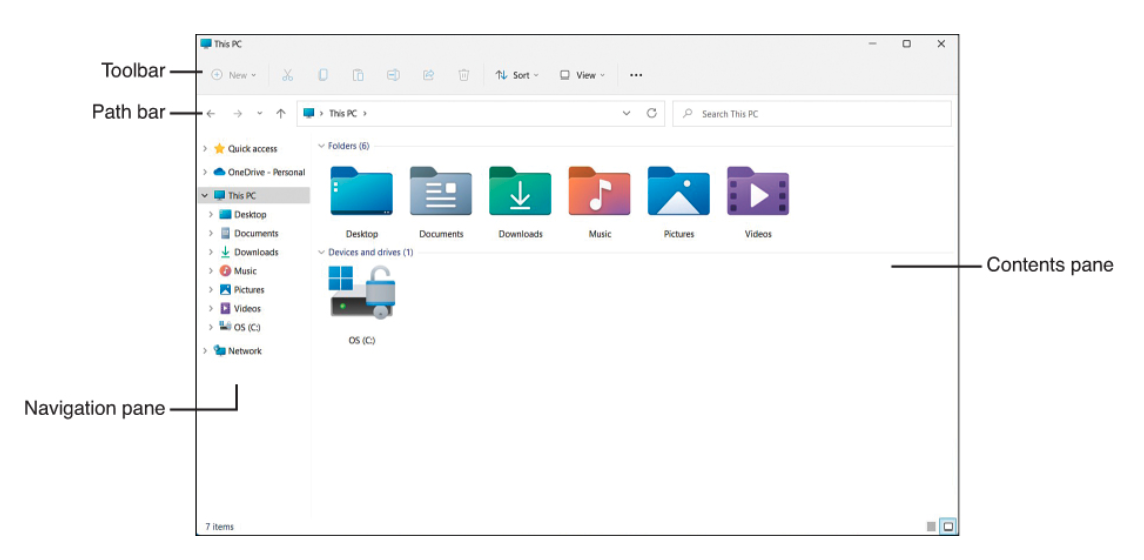 This PC
Toolbar
New
Sort
View
Path bar
This PC
Search This PC
Quick access
OneDrive - Personal
This PC
Desktop
Documents
Downloads
Music
Pictures
Videos
OS (C:)
Network
Folders (6)
Desktop
Documents
Downloads
Music
Pictures
Videos
Devices and drives (1)
OS (C:)
Contents pane
Navigation pane
7 items